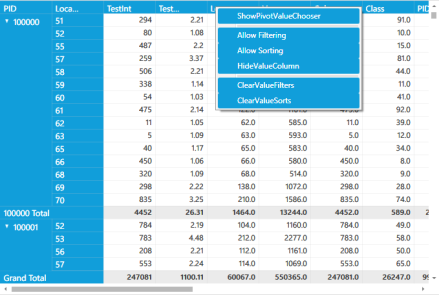 PID Loca... TestInt Test... Class PID
▼ 100000 51 294 2.21 91.0
52 80 1.08 10.0
55 487 2.2 15.0
57 259 3.37 81.0
58 506 2.21 44.0
59 338 1.14 11.0
60 54 1.03 41.0
61 475 2.14 92.0
62 11 1.05 62.0 585.0 11.0 39.0
63 5 1.09 63.0 593.0 5.0 12.0
65 40 1.17 65.0 583.0 40.0 34.0
66 450 1.06 66.0 580.0 450.0 8.0
68 320 1.09 68.0 514.0 320.0 9.0
69 298 2.22 138.0 1072.0 298.0 28.0
70 835 3.25 210.0 1586.0 835.0 74.0
100000 Total 4452 26.31 1464.0 13244.0 4452.0 589.0
▼ 100001 52 784 2.19 104.0 1160.0 784.0 49.0
53 783 4.48 212.0 2277.0 783.0 58.0
56 208 2.21 112.0 1161.0 208.0 50.0
57 553 2.24 114.0 1069.0 553.0 65.0
Grand Total 247081 1100.11 60067.0 550365.0 247081.0 26247.0
ShowPivotValueChooser
Allow Filtering
Allow Sorting
HideValueColumn
ClearValueFilters
ClearValueSorts